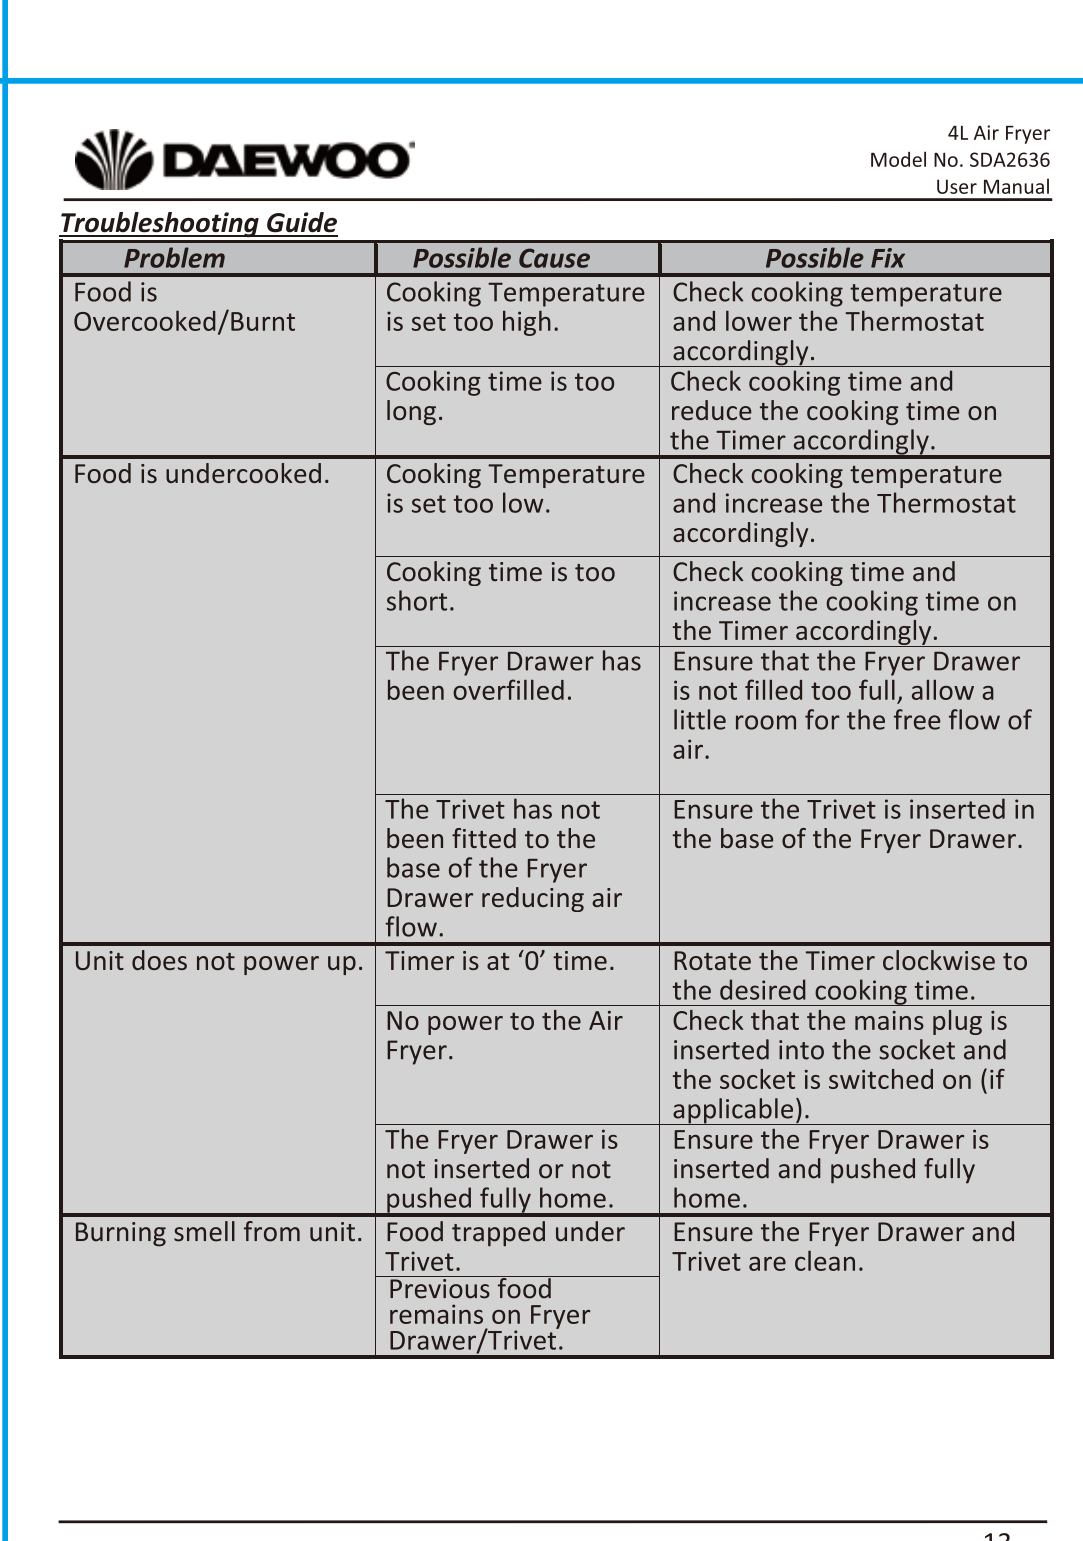 DAEWOO
4L Air Fryer
Model No. SDA2636
User Manual
Troubleshooting Guide
Problem
Possible Cause
Possible Fix
Food is
Overcooked/Burnt
Cooking Temperature
is set too high.
Check cooking temperature
and lower the Thermostat
accordingly.
Cooking time is too
long.
Check cooking time and
reduce the cooking time on
the Timer accordingly.
Food is undercooked.
Cooking Temperature
is set too low.
Check cooking temperature
and increase the Thermostat
accordingly.
Cooking time is too
short.
Check cooking time and
increase the cooking time on
the Timer accordingly.
The Fryer Drawer has
been overfilled.
Ensure that the Fryer Drawer
is not filled too full, allow a
little room for the free flow of
air.
The Trivet has not
been fitted to the
base of the Fryer
Drawer reducing air
flow.
Ensure the Trivet is inserted in
the base of the Fryer Drawer.
Unit does not power up.
Timer is at ‘0’ time.
Rotate the Timer clockwise to
the desired cooking time.
No power to the Air
Fryer.
Check that the mains plug is
inserted into the socket and
the socket is switched on (if
applicable).
The Fryer Drawer is
not inserted or not
pushed fully home.
Ensure the Fryer Drawer is
inserted and pushed fully
home.
Burning smell from unit.
Food trapped under
Trivet.
Ensure the Fryer Drawer and
Trivet are clean.
Previous food
remains on Fryer
Drawer/Trivet.